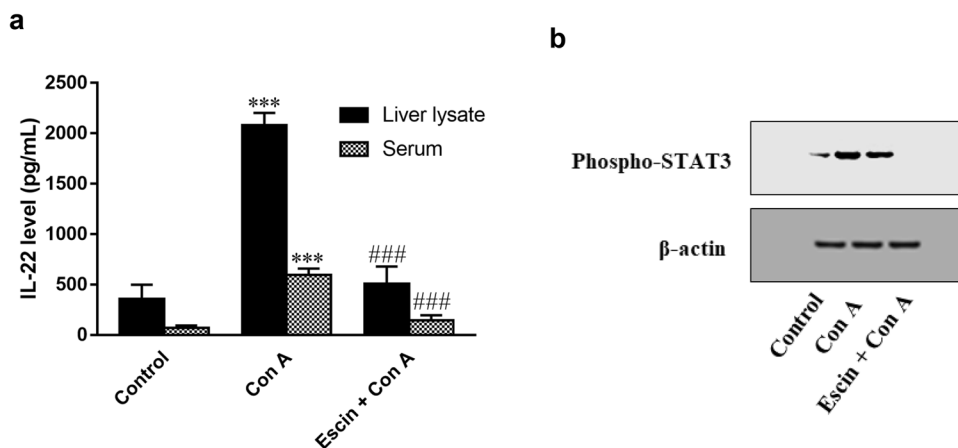 a
IL-22 level (pg/mL)
2500
2000
1500
1000
500
0
***
***
###
###
Liver lysate
Serum
Control
Con A
Escin + Con A
b
Phospho-STAT3
β-actin
Control
Con A
Escin + Con A